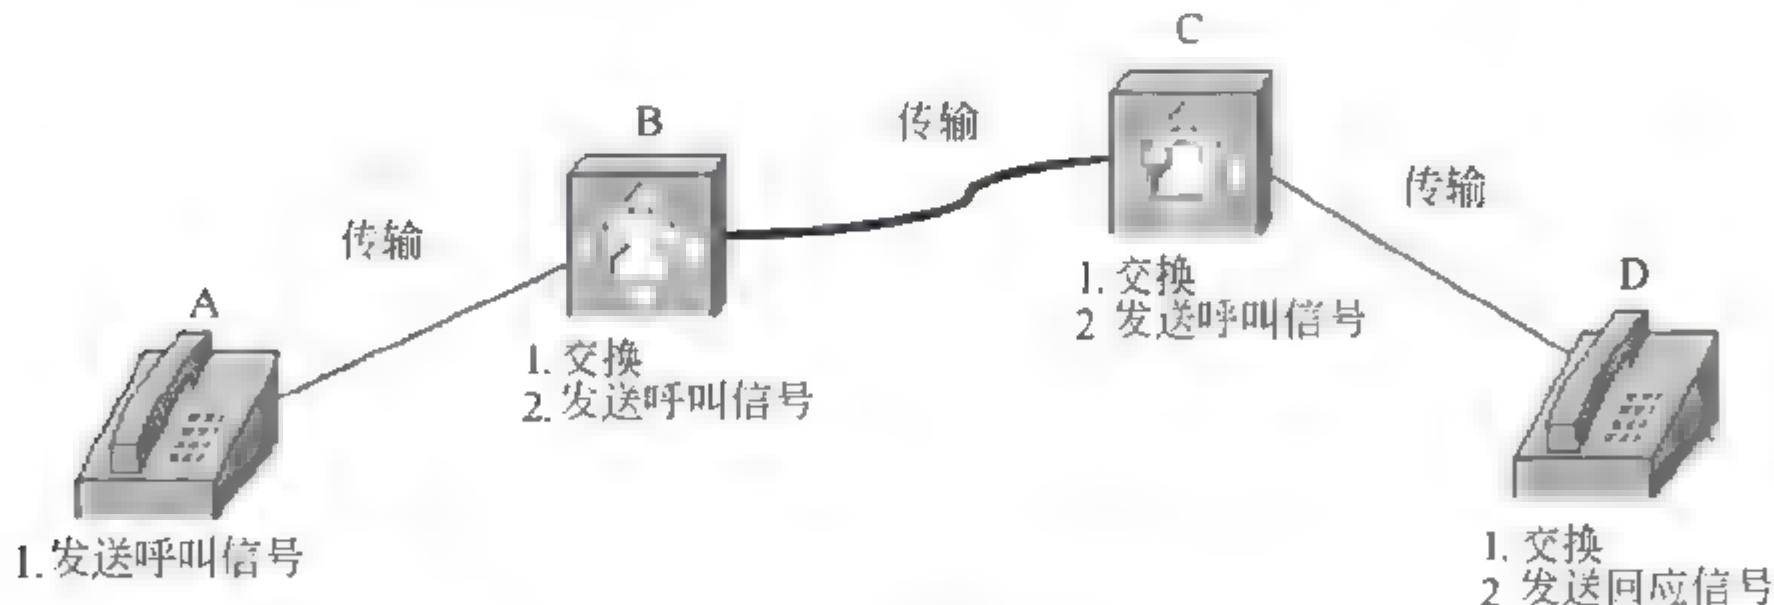 C
B
传输
传输
传输
A
1. 交换
2 发送呼叫信号
D
1. 交换
2. 发送呼叫信号
1. 发送呼叫信号
1. 交换
2 发送回应信号